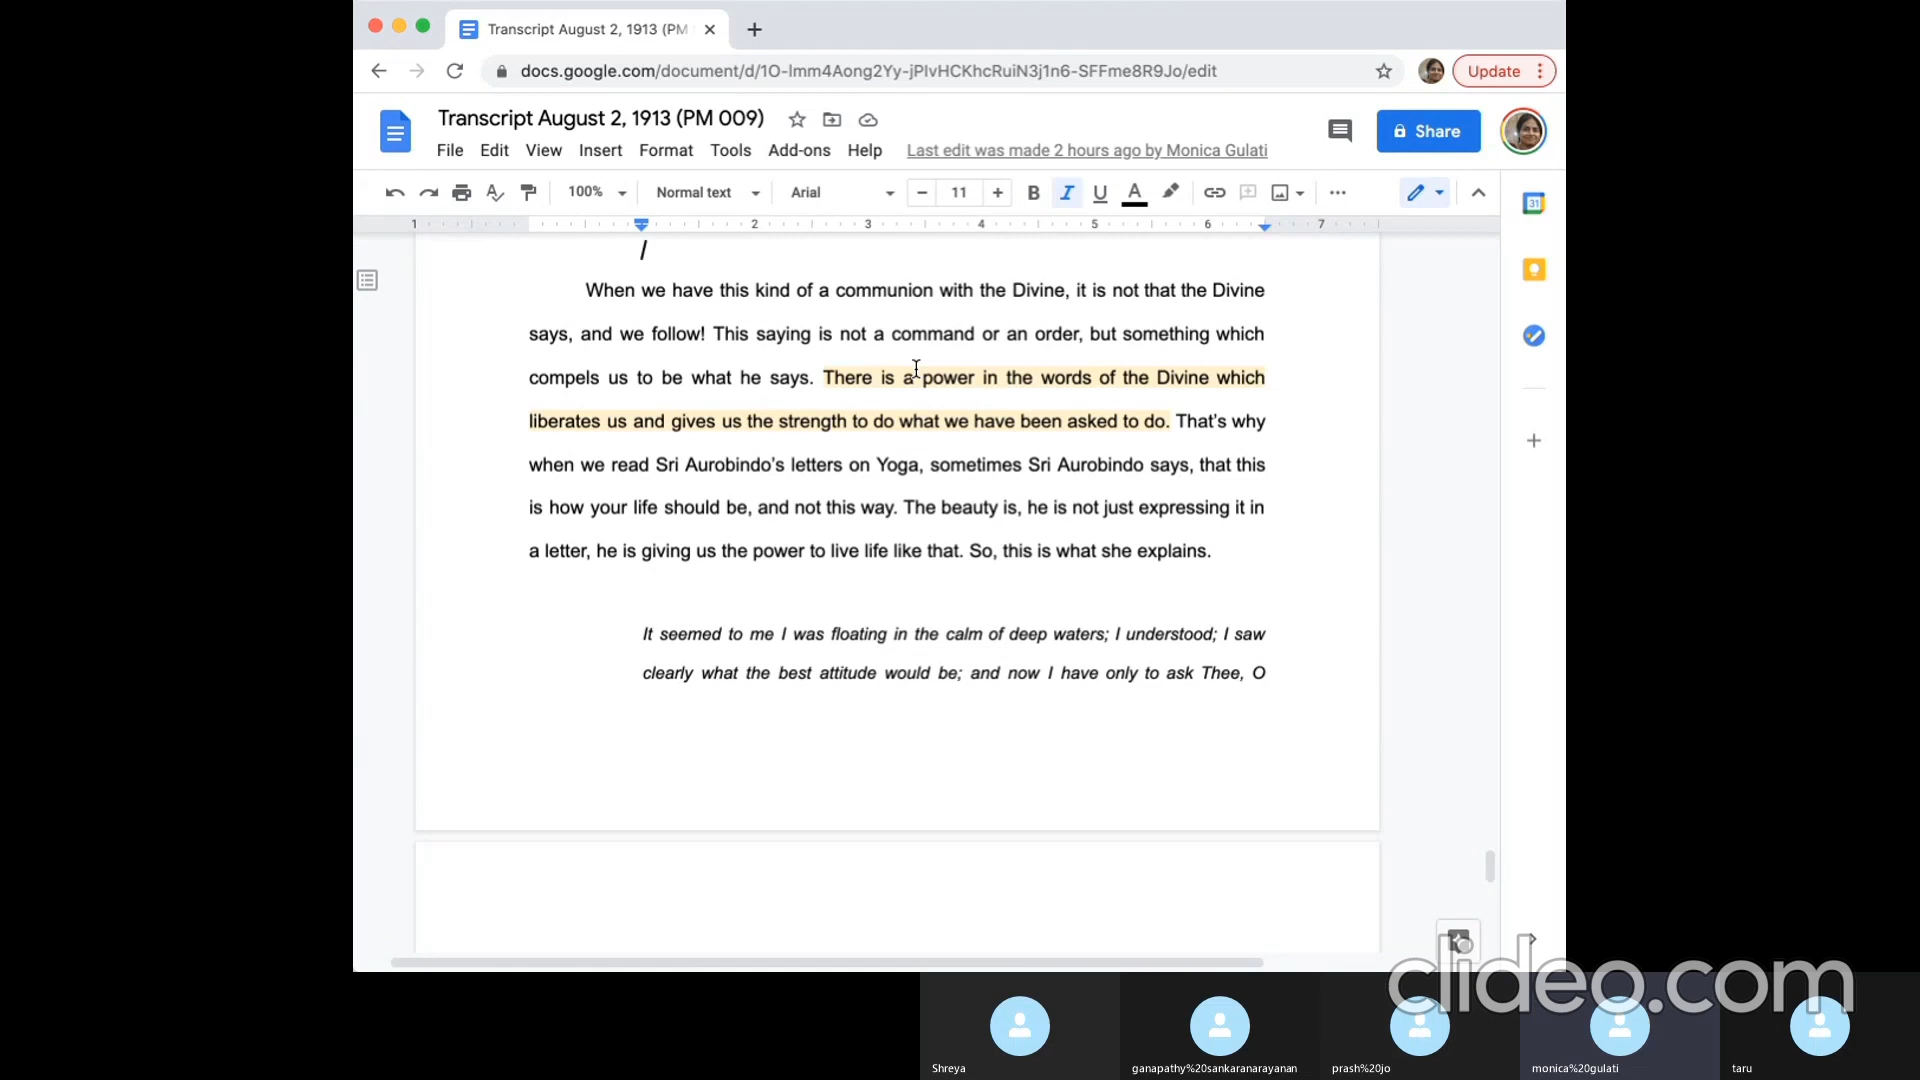 Transcript August 2, 1913 (PM
docs.google.com/document/d/1O-lmm4Aong2Yy-jPIvHCKhcRuiN3j1n6-SFFme8R9Jo/edit
Update
Transcript August 2, 1913 (PM 009)
Share
File Edit View Insert Format Tools Add-ons Help Last edit was made 2 hours ago by Monica Gulati
100% Normal text Arial 11 B I U A
31
1 2 3 4 5 6 7
When we have this kind of a communion with the Divine, it is not that the Divine
says, and we follow! This saying is not a command or an order, but something which
compels us to be what he says. There is a power in the words of the Divine which
liberates us and gives us the strength to do what we have been asked to do. That's why
when we read Sri Aurobindo's letters on Yoga, sometimes Sri Aurobindo says, that this
is how your life should be, and not this way. The beauty is, he is not just expressing it in
a letter, he is giving us the power to live life like that. So, this is what she explains.
It seemed to me I was floating in the calm of deep waters; I understood; I saw
clearly what the best attitude would be; and now I have only to ask Thee, O
clideo.com
Shreya ganapathy%20sankaranarayanan prash%20jo monica%20gulati taru